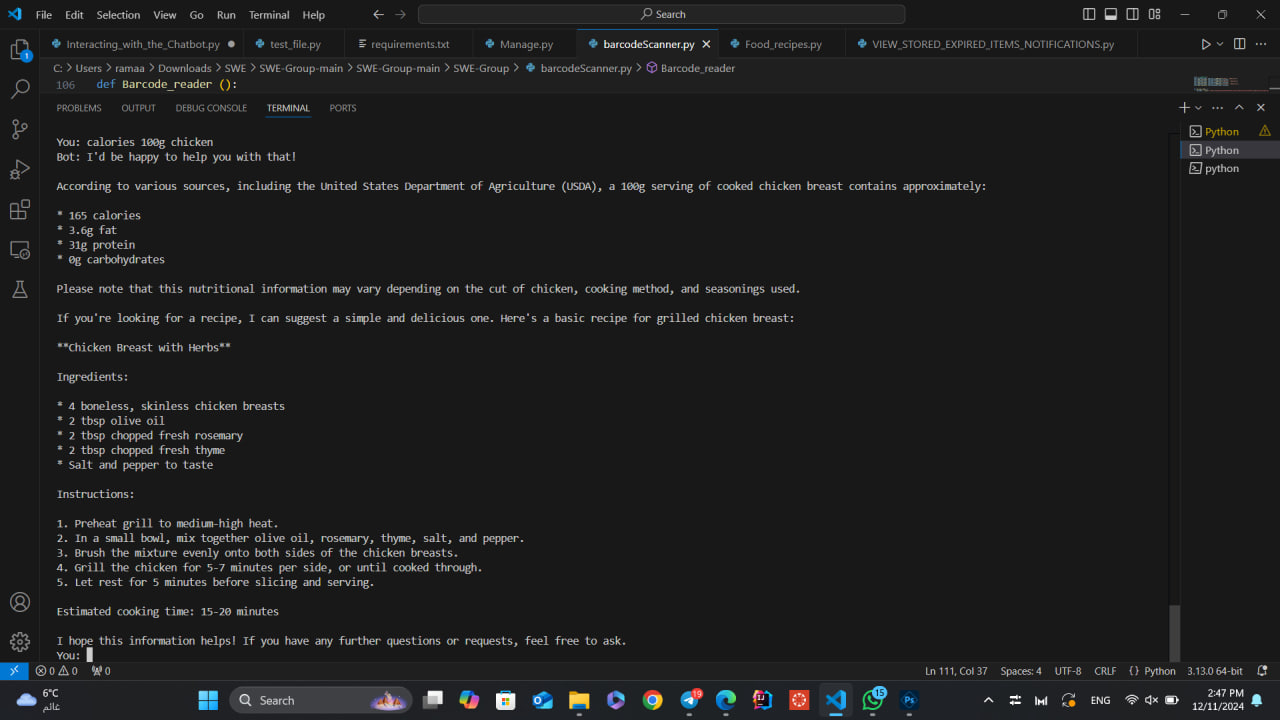 File Edit Selection View Go Run Terminal Help
Search
Interacting_with_the_Chatbot.py
test_file.py
requirements.txt
Manage.py
barcodeScanner.py
Food_recipes.py
VIEW_STORED_EXPIRED_ITEMS_NOTIFICATIONS.py
C: > Users > ramaa > Downloads > SWE > SWE-Group-main > SWE-Group-main > SWE-Group > barcodeScanner.py > Barcode_reader
1
106 def Barcode_reader ():
PROBLEMS OUTPUT DEBUG CONSOLE TERMINAL PORTS
Python
Python
python
You: calories 100g chicken
Bot: I'd be happy to help you with that!
According to various sources, including the United States Department of Agriculture (USDA), a 100g serving of cooked chicken breast contains approximately:
* 165 calories
* 3.6g fat
* 31g protein
* 0g carbohydrates
Please note that this nutritional information may vary depending on the cut of chicken, cooking method, and seasonings used.
If you're looking for a recipe, I can suggest a simple and delicious one. Here's a basic recipe for grilled chicken breast:
**Chicken Breast with Herbs**
Ingredients:
* 4 boneless, skinless chicken breasts
* 2 tbsp olive oil
* 2 tbsp chopped fresh rosemary
* 2 tbsp chopped fresh thyme
* Salt and pepper to taste
Instructions:
1. Preheat grill to medium-high heat.
2. In a small bowl, mix together olive oil, rosemary, thyme, salt, and pepper.
3. Brush the mixture evenly onto both sides of the chicken breasts.
4. Grill the chicken for 5-7 minutes per side, or until cooked through.
5. Let rest for 5 minutes before slicing and serving.
Estimated cooking time: 15-20 minutes
I hope this information helps! If you have any further questions or requests, feel free to ask.
You:
0 0 0
Ln 111, Col 37 Spaces: 4 UTF-8 CRLF {} Python 3.13.0 64-bit
6°C
غائم
Search
19
15
ENG
2:47 PM
12/11/2024